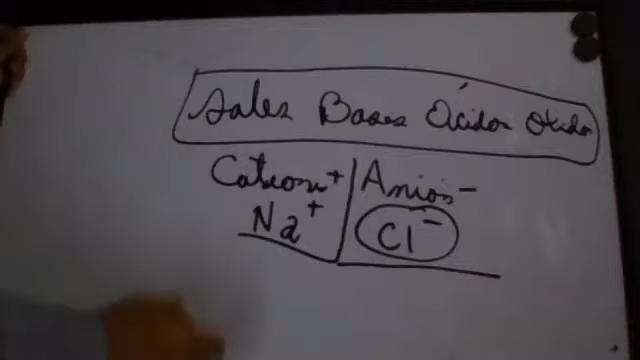 Sales Bases Ácidos Óxidos
Catión+ Anión-
Na+ Cl-